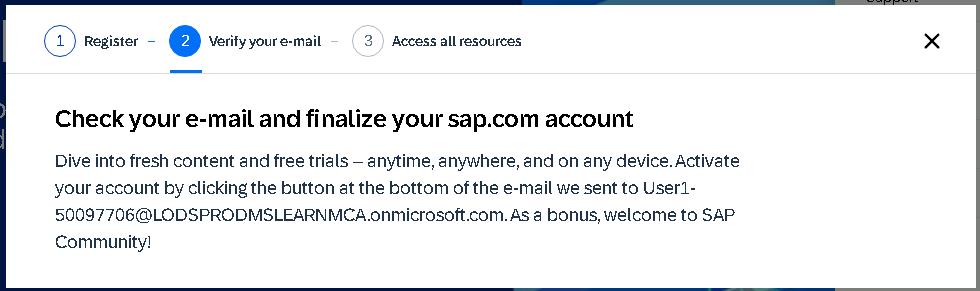 1 Register – 2 Verify your e-mail – 3 Access all resources
Check your e-mail and finalize your sap.com account
Dive into fresh content and free trials – anytime, anywhere, and on any device. Activate
your account by clicking the button at the bottom of the e-mail we sent to User1-
50097706@LODSPRODMSLEARNMCA.onmicrosoft.com. As a bonus, welcome to SAP
Community!